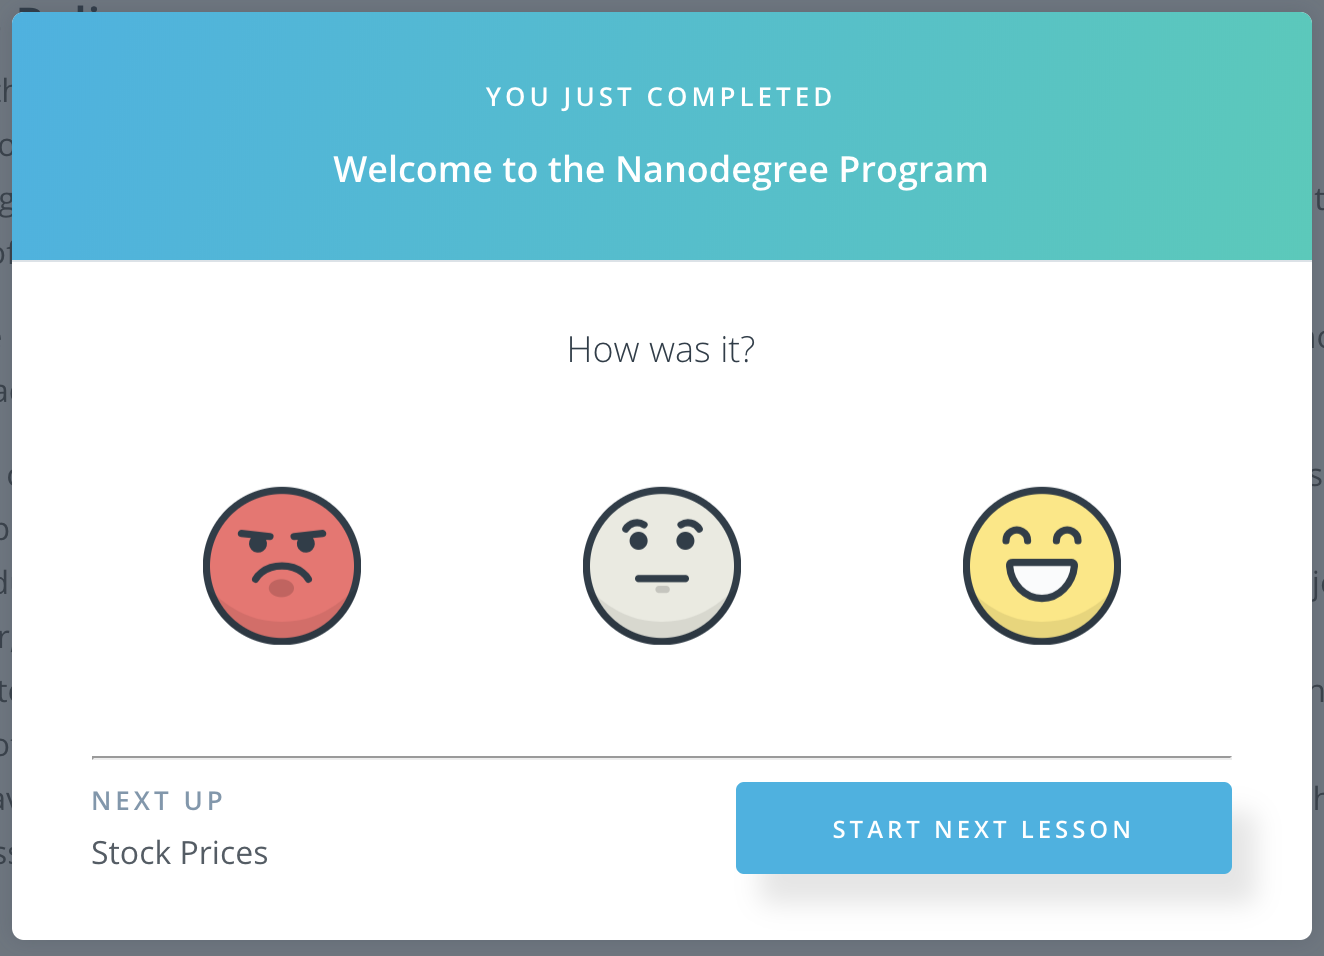 YOU JUST COMPLETED
Welcome to the Nanodegree Program
How was it?
NEXT UP
Stock Prices
START NEXT LESSON